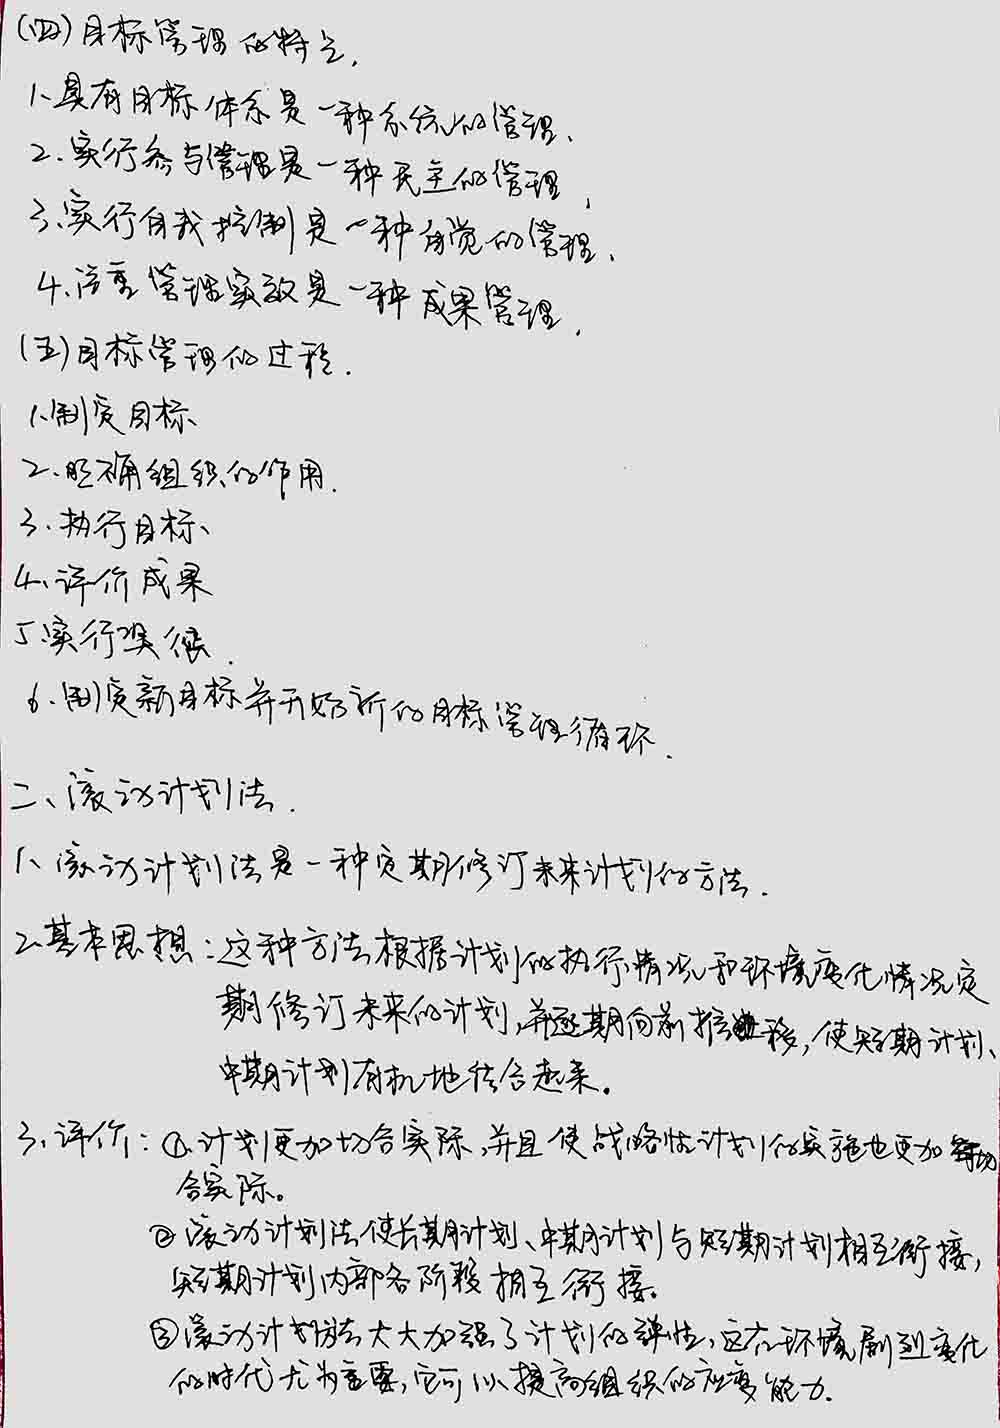 (四)目标管理的特点.
1、具有目标体系是一种系统的管理、
2.实行参与管理是一种民主的管理,
3、实行自我控制是一种自觉的管理、
4、注重管理实效是一种成果管理.
(五)目标管理的过程.
1、制定目标、
2.明确组织的作用.
3.执行目标、
4、评价成果
5.实行奖惩.
6.制定新目标并开始新的目标管理循环.
二、滚动计划法.
1、滚动计划法是一种定期修订未来计划的方法.
2.基本思想:这种方法根据计划的执行情况和环境变化情况定
期修订未来的计划,并逐期向前推移,使短期计划、
中期计划有机地结合起来。
3、评价:①.计划更加切合实际,并且使战略性计划的实施也更加切
合实际。
②滚动计划法使长期计划、中期计划与短期计划相互衔接,
短期计划内部各阶段相互衔接。
③滚动计划法大大加强了计划的弹性,这在环境剧烈变化
的时代尤为重要,它可以提高组织的应变能力.